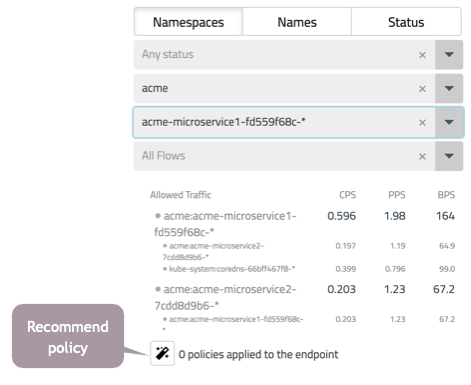 Namespaces Names Status
Any status ×
acme ×
acme-microservice1-fd559f68c-* ×
All Flows ×
Allowed Traffic CPS PPS BPS
• acme:acme-microservice1- 0.596 1.98 164
fd559f68c-*
• acme:acme-microservice2- 0.197 1.19 64.9
7cdd8d9b6-*
• kube-system:coredns-66bff467f8-* 0.399 0.796 99.0
• acme:acme-microservice2- 0.203 1.23 67.2
7cdd8d9b6-*
• acme:acme-microservice1-fd559f68c- 0.203 1.23 67.2
*
Recommend
policy
0 policies applied to the endpoint